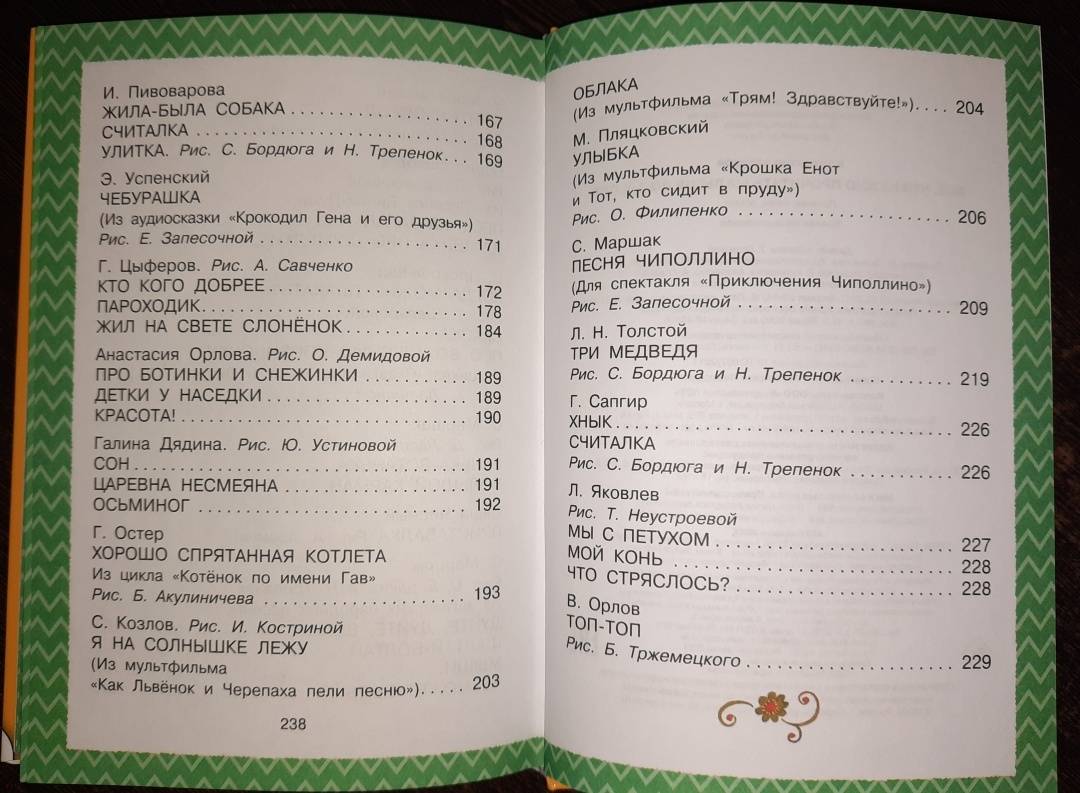 И. Пивоварова
ЖИЛА-БЫЛА СОБАКА . . . . . . . . . . . . . . . . . . . . 167
СЧИТАЛКА . . . . . . . . . . . . . . . . . . . . . . . . . . . . . 168
УЛИТКА. Рис. С. Бордюга и Н. Трепенок. . . . 169
Э. Успенский
ЧЕБУРАШКА
(Из аудиосказки «Крокодил Гена и его друзья»)
Рис. Е. Запесочной . . . . . . . . . . . . . . . . . . . . . . . 171
Г. Цыферов. Рис. А. Савченко
КТО КОГО ДОБРЕЕ . . . . . . . . . . . . . . . . . . . . . . 172
ПАРОХОДИК. . . . . . . . . . . . . . . . . . . . . . . . . . . . 178
ЖИЛ НА СВЕТЕ СЛОНЁНОК . . . . . . . . . . . . . 184
Анастасия Орлова. Рис. О. Демидовой
ПРО БОТИНКИ И СНЕЖИНКИ . . . . . . . . . . . 189
ДЕТКИ У НАСЕДКИ . . . . . . . . . . . . . . . . . . . . . . 189
КРАСОТА! . . . . . . . . . . . . . . . . . . . . . . . . . . . . . . 190
Галина Дядина. Рис. Ю. Устиновой
СОН . . . . . . . . . . . . . . . . . . . . . . . . . . . . . . . . . . . 191
ЦАРЕВНА НЕСМЕЯНА . . . . . . . . . . . . . . . . . . . 191
ОСЬМИНОГ . . . . . . . . . . . . . . . . . . . . . . . . . . . . 192
Г. Остер
ХОРОШО СПРЯТАННАЯ КОТЛЕТА
Из цикла «Котёнок по имени Гав»
Рис. Б. Акулиничева . . . . . . . . . . . . . . . . . . . . . 193
С. Козлов. Рис. И. Костриной
Я НА СОЛНЫШКЕ ЛЕЖУ
(Из мультфильма
«Как Львёнок и Черепаха пели песню»). . . . . 203
238
ОБЛАКА
(Из мультфильма «Трям! Здравствуйте!»). . . . 204
М. Пляцковский
УЛЫБКА
(Из мультфильма «Крошка Енот
и Тот, кто сидит в пруду»)
Рис. О. Филипенко . . . . . . . . . . . . . . . . . . . . . . . 206
С. Маршак
ПЕСНЯ ЧИПОЛЛИНО
(Для спектакля «Приключения Чиполлино»)
Рис. Е. Запесочной . . . . . . . . . . . . . . . . . . . . . . . 209
Л. Н. Толстой
ТРИ МЕДВЕДЯ
Рис. С. Бордюга и Н. Трепенок . . . . . . . . . . . . 219
Г. Сапгир
ХНЫК . . . . . . . . . . . . . . . . . . . . . . . . . . . . . . . . . . 226
СЧИТАЛКА
Рис. С. Бордюга и Н. Трепенок . . . . . . . . . . . . 226
Л. Яковлев
Рис. Т. Неустроевой
МЫ С ПЕТУХОМ . . . . . . . . . . . . . . . . . . . . . . . . 227
МОЙ КОНЬ . . . . . . . . . . . . . . . . . . . . . . . . . . . . . 228
ЧТО СТРЯСЛОСЬ? . . . . . . . . . . . . . . . . . . . . . . 228
В. Орлов
ТОП-ТОП
Рис. Б. Тржемецкого . . . . . . . . . . . . . . . . . . . . . 229